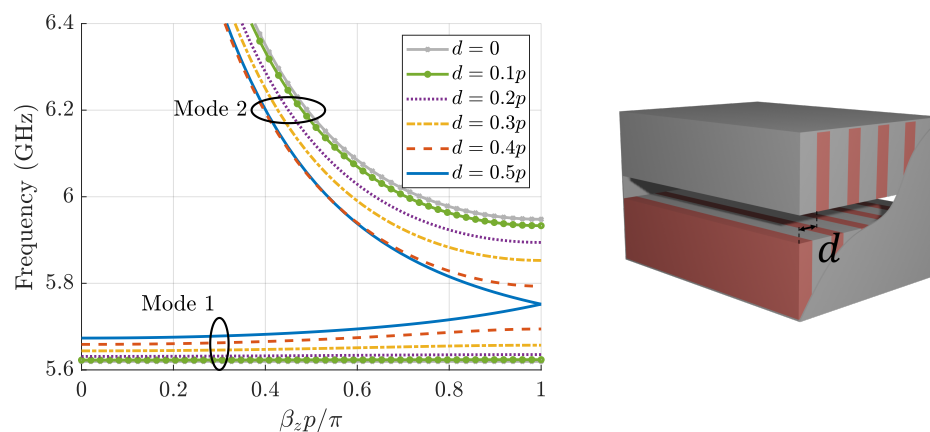 6.4
6.2
6
5.8
5.6
Frequency (GHz)
0
0.2
0.4
0.6
0.8
1
β_z p/π
Mode 2
Mode 1
d = 0
d = 0.1p
d = 0.2p
d = 0.3p
d = 0.4p
d = 0.5p
d